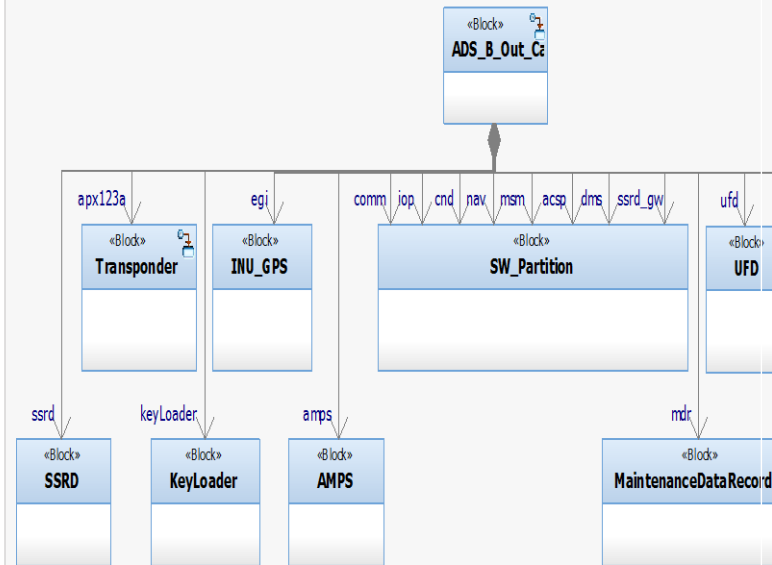 «Block»
ADS_B_Out_Ca
apx123a
egi
comm iop cnd nav msm acsp dms ssrd_gw
ufd
«Block»
Transponder
«Block»
INU_GPS
«Block»
SW_Partition
«Block»
UFD
ssrd
keyLoader
amps
mdr
«Block»
SSRD
«Block»
KeyLoader
«Block»
AMPS
«Block»
MaintenanceDataRecord